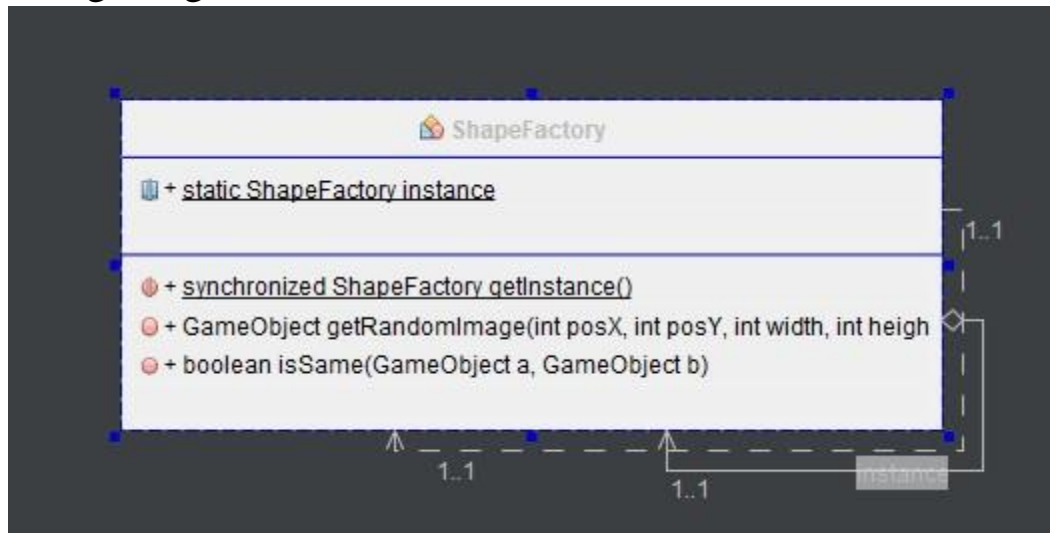 ShapeFactory
+ static ShapeFactory instance
1..1
+ synchronized ShapeFactory getInstance()
+ GameObject getRandomImage(int posX, int posY, int width, int heigh
+ boolean isSame(GameObject a, GameObject b)
1..1
1..1
instance